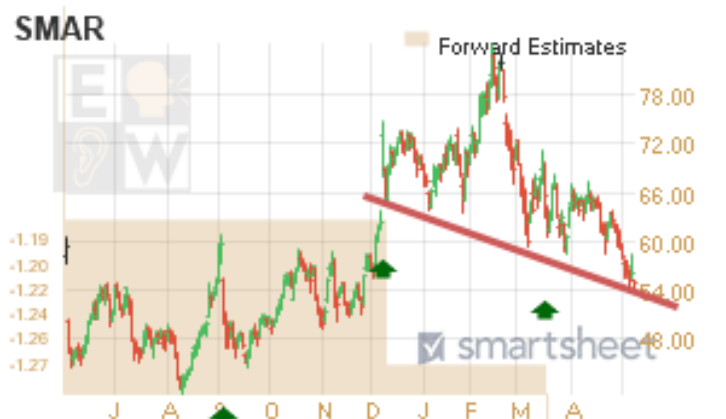 SMAR
Forward Estimates
E
W
78.00
72.00
66.00
60.00
54.00
48.00
-1.19
-1.20
-1.22
-1.24
-1.26
-1.27
smartsheet
J A S O N D J F M A